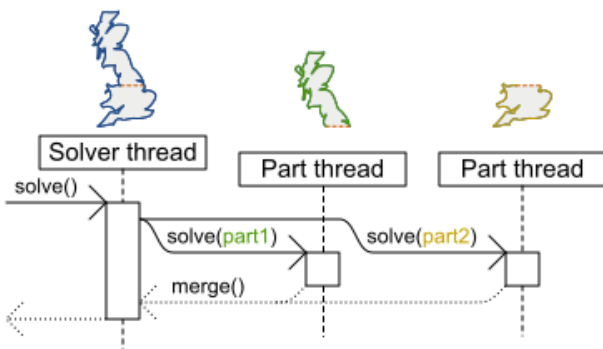 Solver thread
Part thread
Part thread
solve()
solve(part1)
solve(part2)
merge()